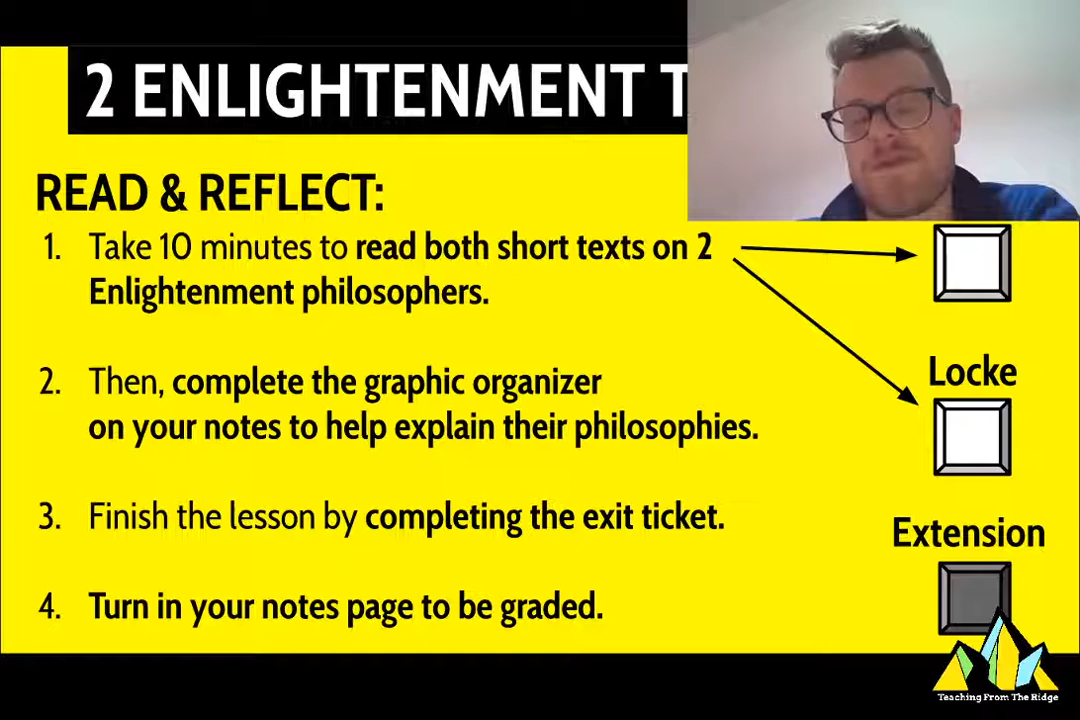 2 ENLIGHTENMENT T
READ & REFLECT:
1. Take 10 minutes to read both short texts on 2
Enlightenment philosophers.
Locke
2. Then, complete the graphic organizer
on your notes to help explain their philosophies.
3. Finish the lesson by completing the exit ticket.
Extension
4. Turn in your notes page to be graded.
Teaching From The Ridge